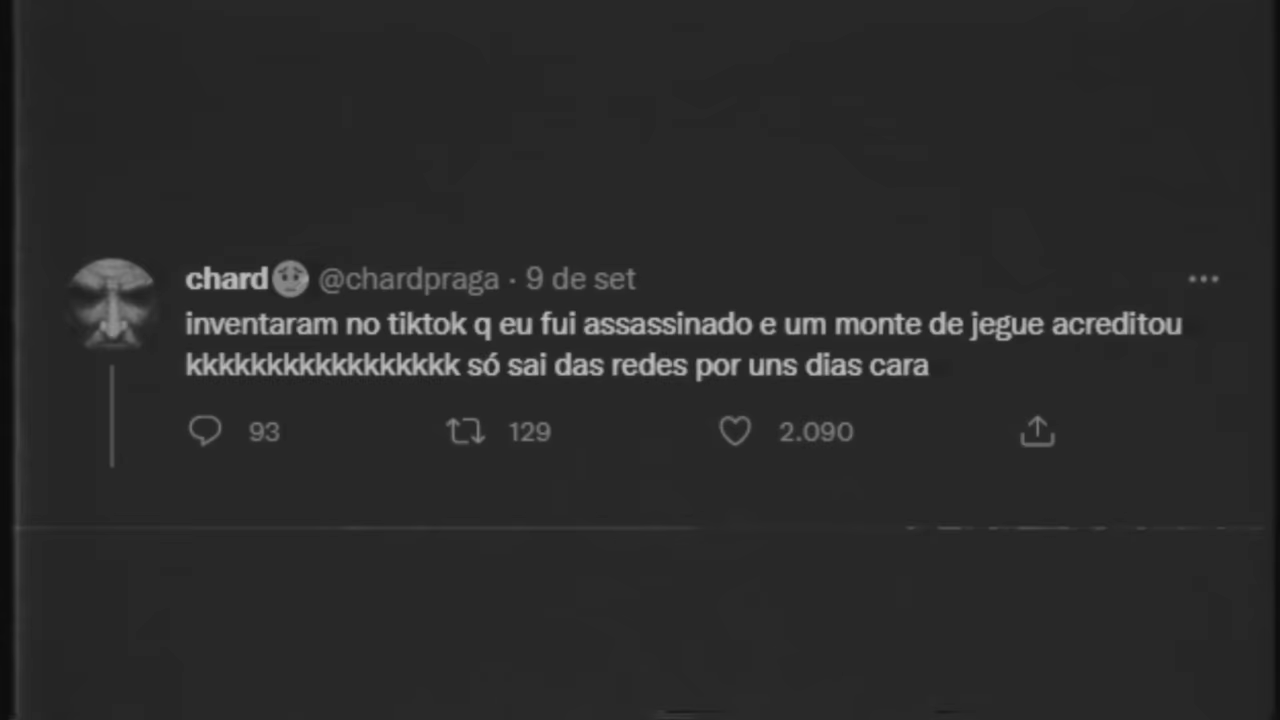 chard @chardpraga · 9 de set
inventaram no tiktok q eu fui assassinado e um monte de jegue acreditou
kkkkkkkkkkkkkkkkk só sai das redes por uns dias cara
93 129 2.090